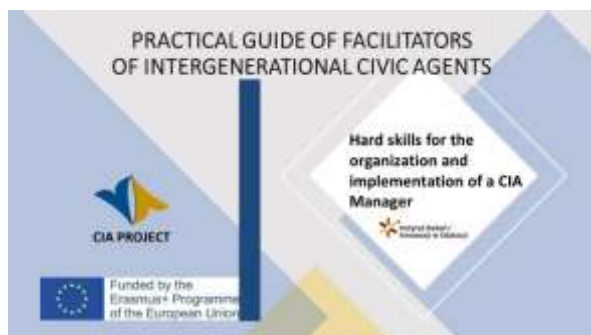 PRACTICAL GUIDE OF FACILITATORS
OF INTERGENERATIONAL CIVIC AGENTS
Hard skills for the
organization and
implementation of a CIA
Manager
CIA PROJECT
Funded by the
Erasmus+ Programme
of the European Union